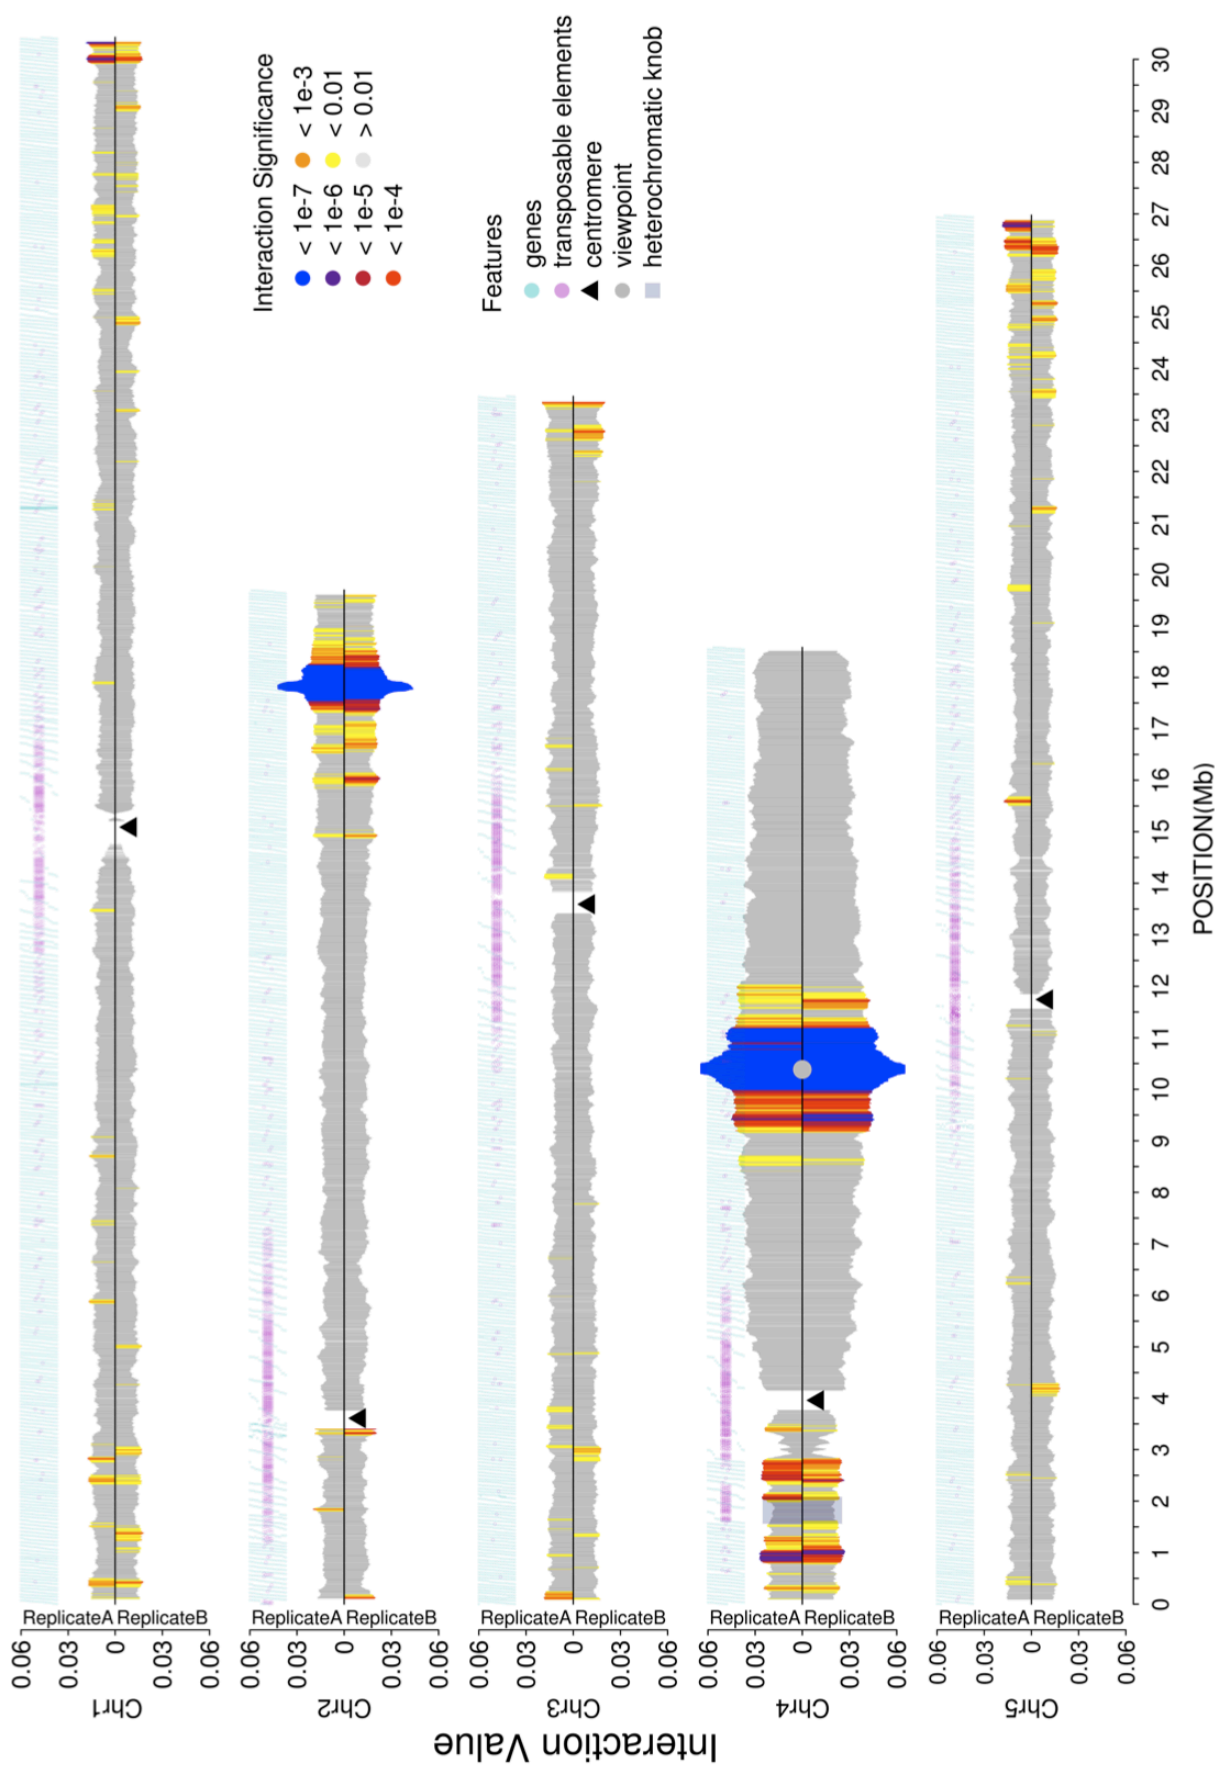 Interaction Significance
< 1e-7 < 1e-3
< 1e-6 < 0.01
< 1e-5 > 0.01
< 1e-4
Features
genes
transposable elements
centromere
viewpoint
heterochromatic knob
Interaction Value
Chr1
0.06 0.03 0 0.03 0.06
ReplicateA ReplicateB
Chr2
0.06 0.03 0 0.03 0.06
ReplicateA ReplicateB
Chr3
0.06 0.03 0 0.03 0.06
ReplicateA ReplicateB
Chr4
0.06 0.03 0 0.03 0.06
ReplicateA ReplicateB
Chr5
0.06 0.03 0 0.03 0.06
ReplicateA ReplicateB
0 1 2 3 4 5 6 7 8 9 10 11 12 13 14 15 16 17 18 19 20 21 22 23 24 25 26 27 28 29 30
POSITION(Mb)